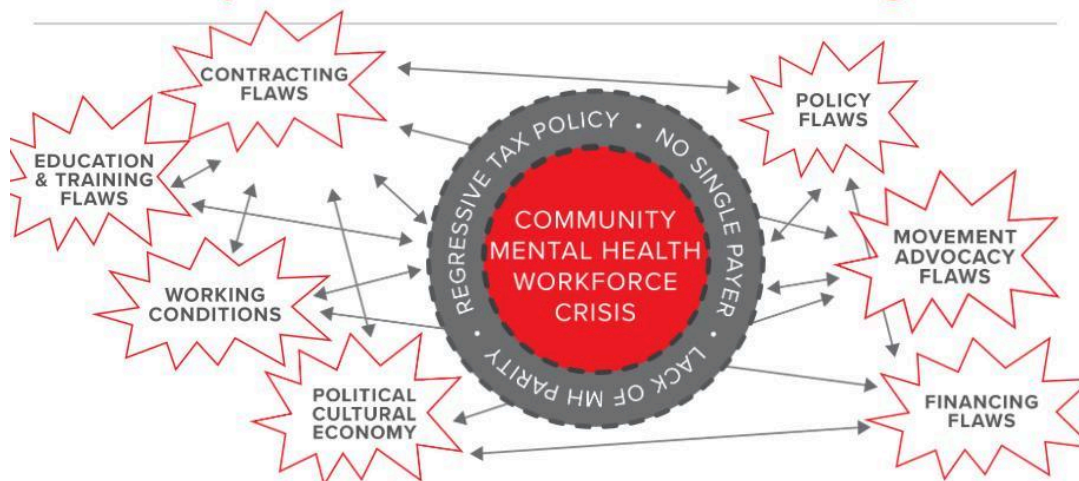 CONTRACTING
FLAWS
POLICY
FLAWS
EDUCATION
& TRAINING
FLAWS
REGRESSIVE TAX POLICY • NO SINGLE PAYER • LACK OF MH PARITY •
COMMUNITY
MENTAL HEALTH
WORKFORCE
CRISIS
MOVEMENT
ADVOCACY
FLAWS
WORKING
CONDITIONS
POLITICAL
CULTURAL
ECONOMY
FINANCING
FLAWS